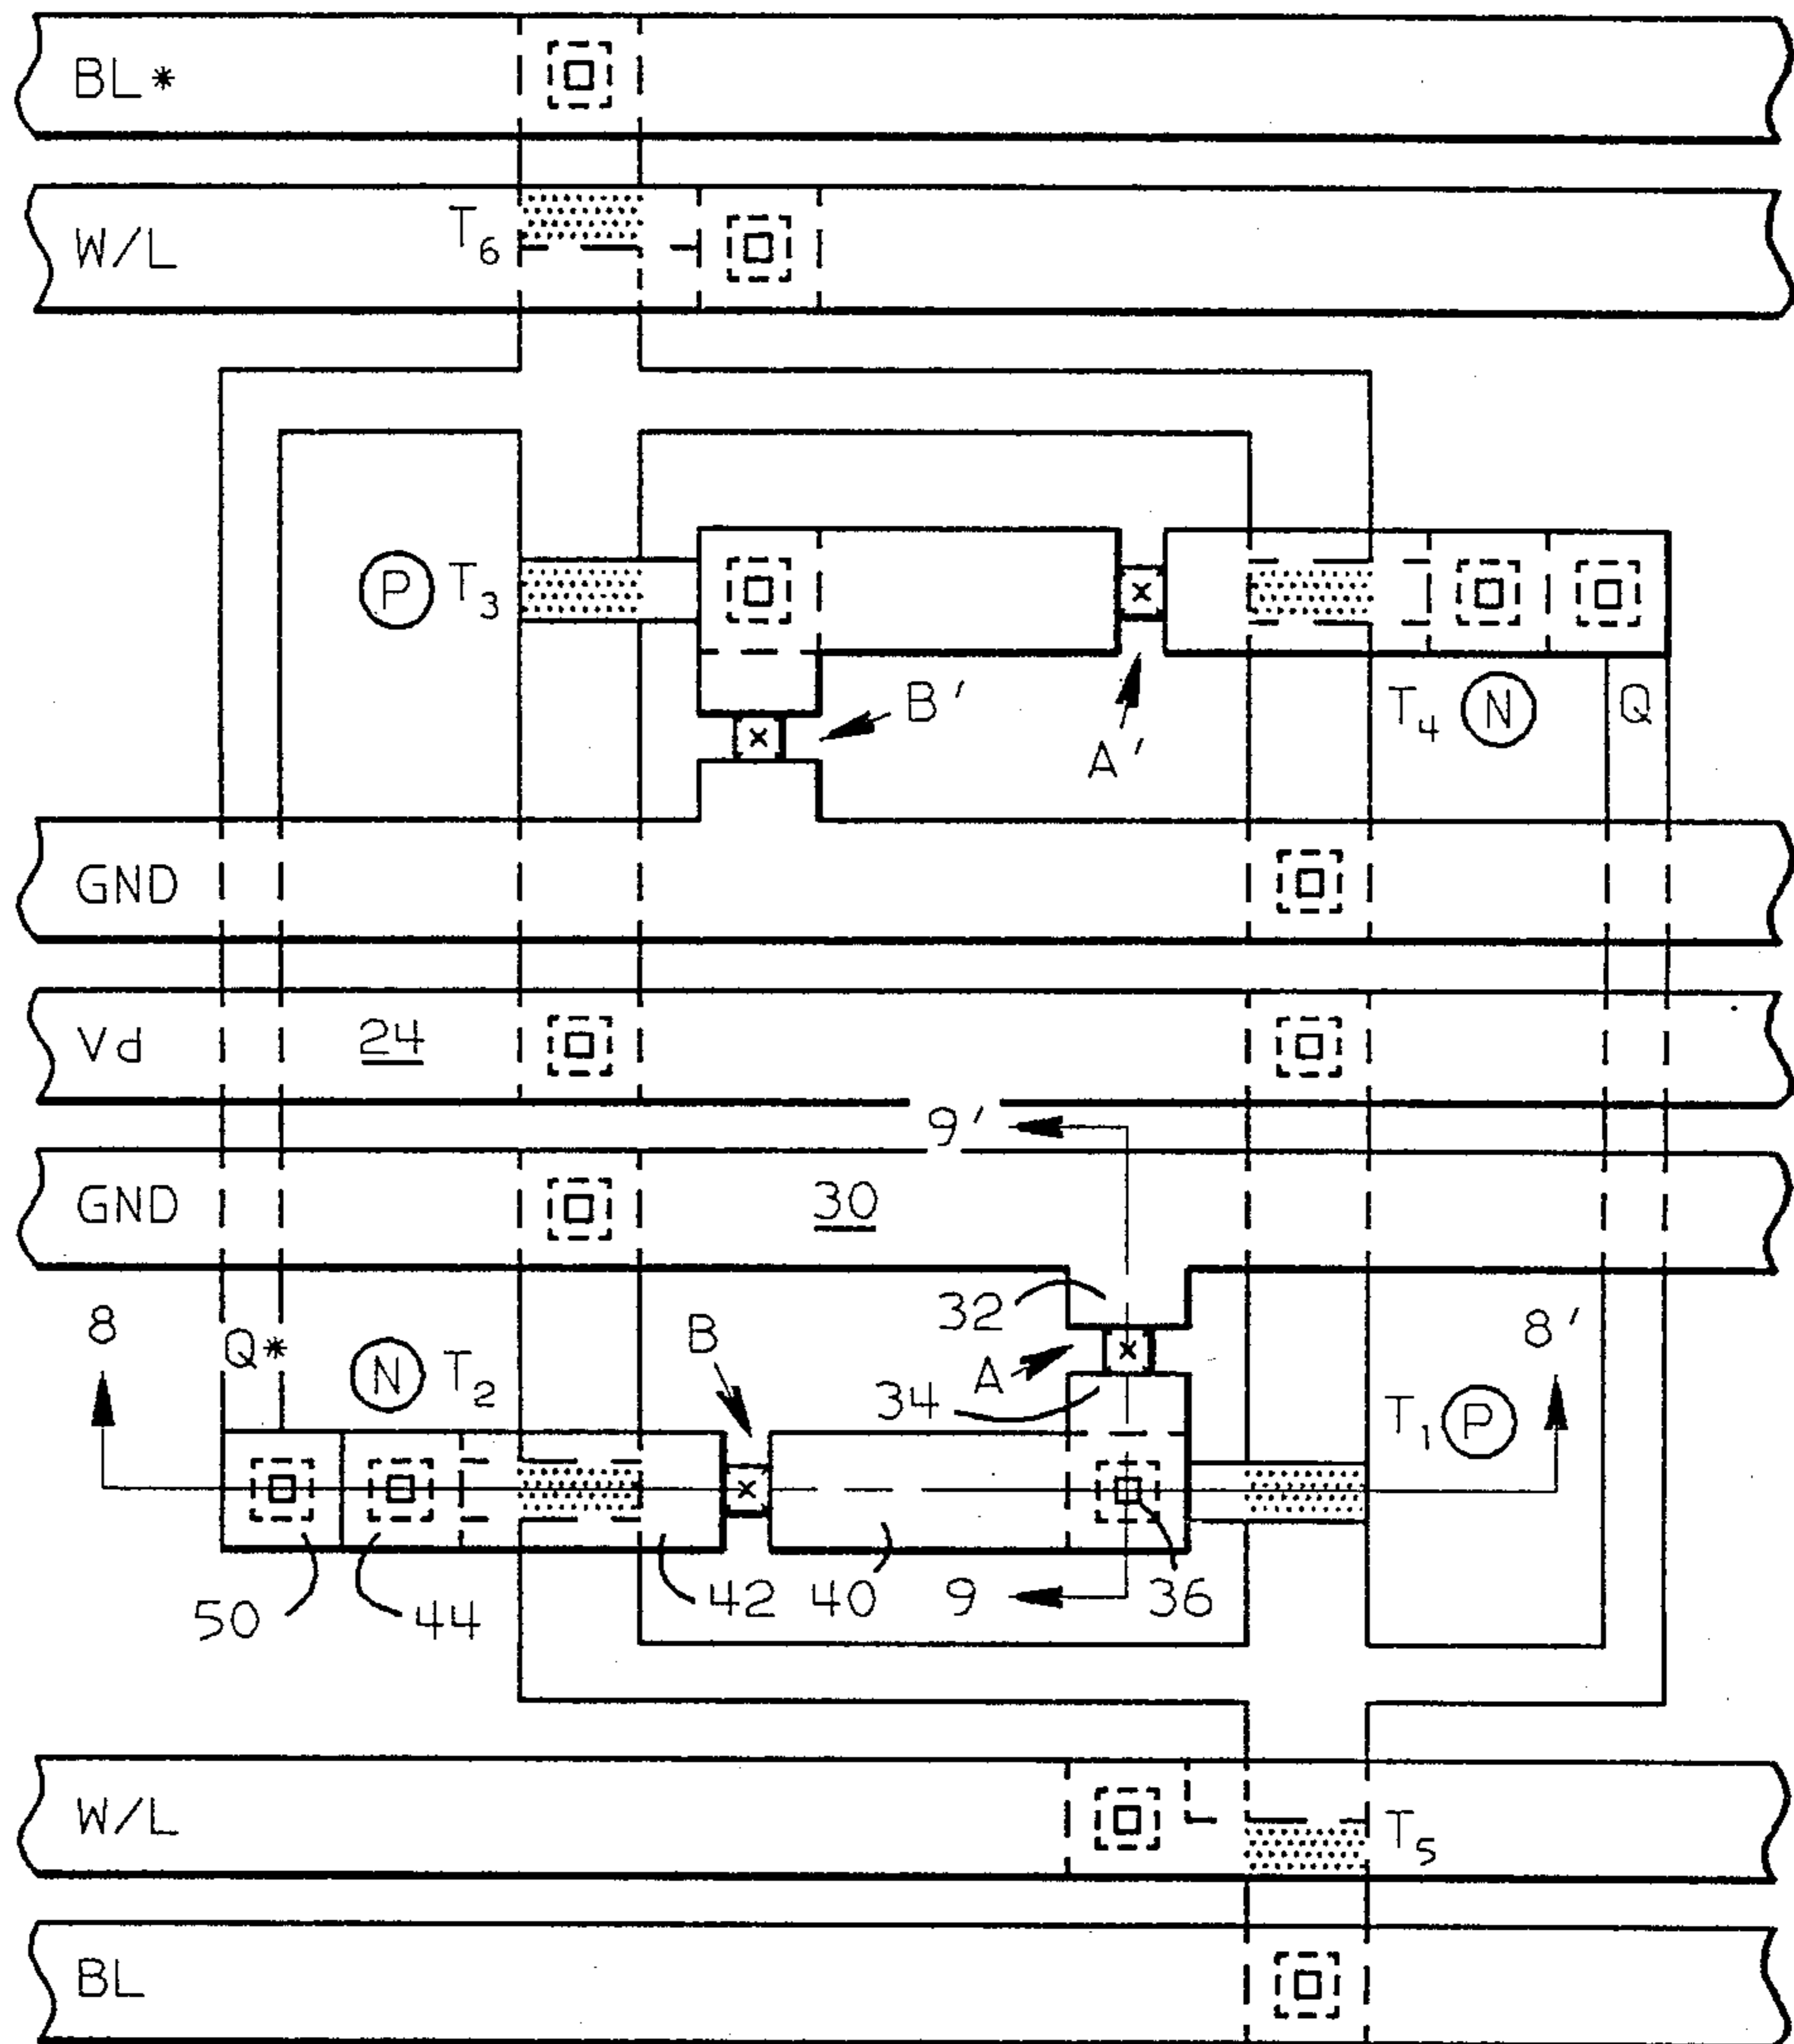 BL*
W/L T6
P T3
B' A' T4 N Q
GND
Vd 24
9'
GND 30
8 Q* N T2 B 32 A 34 T1 P 8'
50 44 42 40 9 36
W/L T5
BL